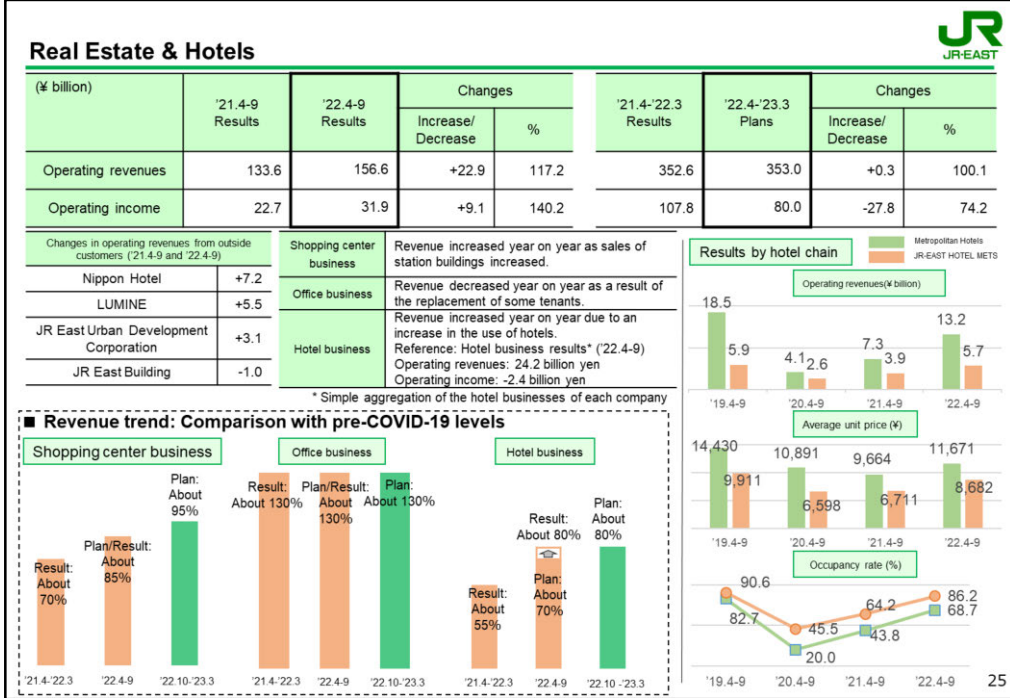 Real Estate & Hotels
JR
JR-EAST
(¥ billion)
'21.4-9 Results
'22.4-9 Results
Changes
Increase/Decrease
%
'21.4-'22.3 Results
'22.4-'23.3 Plans
Changes
Increase/Decrease
%
Operating revenues 133.6 156.6 +22.9 117.2 352.6 353.0 +0.3 100.1
Operating income 22.7 31.9 +9.1 140.2 107.8 80.0 -27.8 74.2
Changes in operating revenues from outside
customers ('21.4-9 and '22.4-9)
Nippon Hotel +7.2
LUMINE +5.5
JR East Urban Development
Corporation +3.1
JR East Building -1.0
Shopping center
business
Revenue increased year on year as sales of
station buildings increased.
Office business
Revenue decreased year on year as a result of
the replacement of some tenants.
Hotel business
Revenue increased year on year due to an
increase in the use of hotels.
Reference: Hotel business results* ('22.4-9)
Operating revenues: 24.2 billion yen
Operating income: -2.4 billion yen
* Simple aggregation of the hotel businesses of each company
■ Revenue trend: Comparison with pre-COVID-19 levels
Shopping center business
Result:
About
70%
Plan/Result:
About
85%
Plan:
About
95%
'21.4-'22.3 '22.4-9 '22.10-'23.3
Office business
Result:
About 130%
Plan/Result:
About
130%
Plan:
About 130%
'21.4-'22.3 '22.4-9 '22.10-'23.3
Hotel business
Result:
About
55%
Result:
About 80%
Plan:
About
70%
Plan:
About
80%
'21.4-'22.3 '22.4-9 '22.10 -'23.3
Results by hotel chain
Metropolitan Hotels
JR-EAST HOTEL METS
Operating revenues(¥ billion)
18.5 5.9 4.1 2.6 7.3 3.9 13.2 5.7
'19.4-9 '20.4-9 '21.4-9 '22.4-9
Average unit price (¥)
14,430 9,911 10,891 6,598 9,664 6,711 11,671 8,682
'19.4-9 '20.4-9 '21.4-9 '22.4-9
Occupancy rate (%)
90.6 45.5 64.2 86.2
82.7 20.0 43.8 68.7
'19.4-9 '20.4-9 '21.4-9 '22.4-9
25